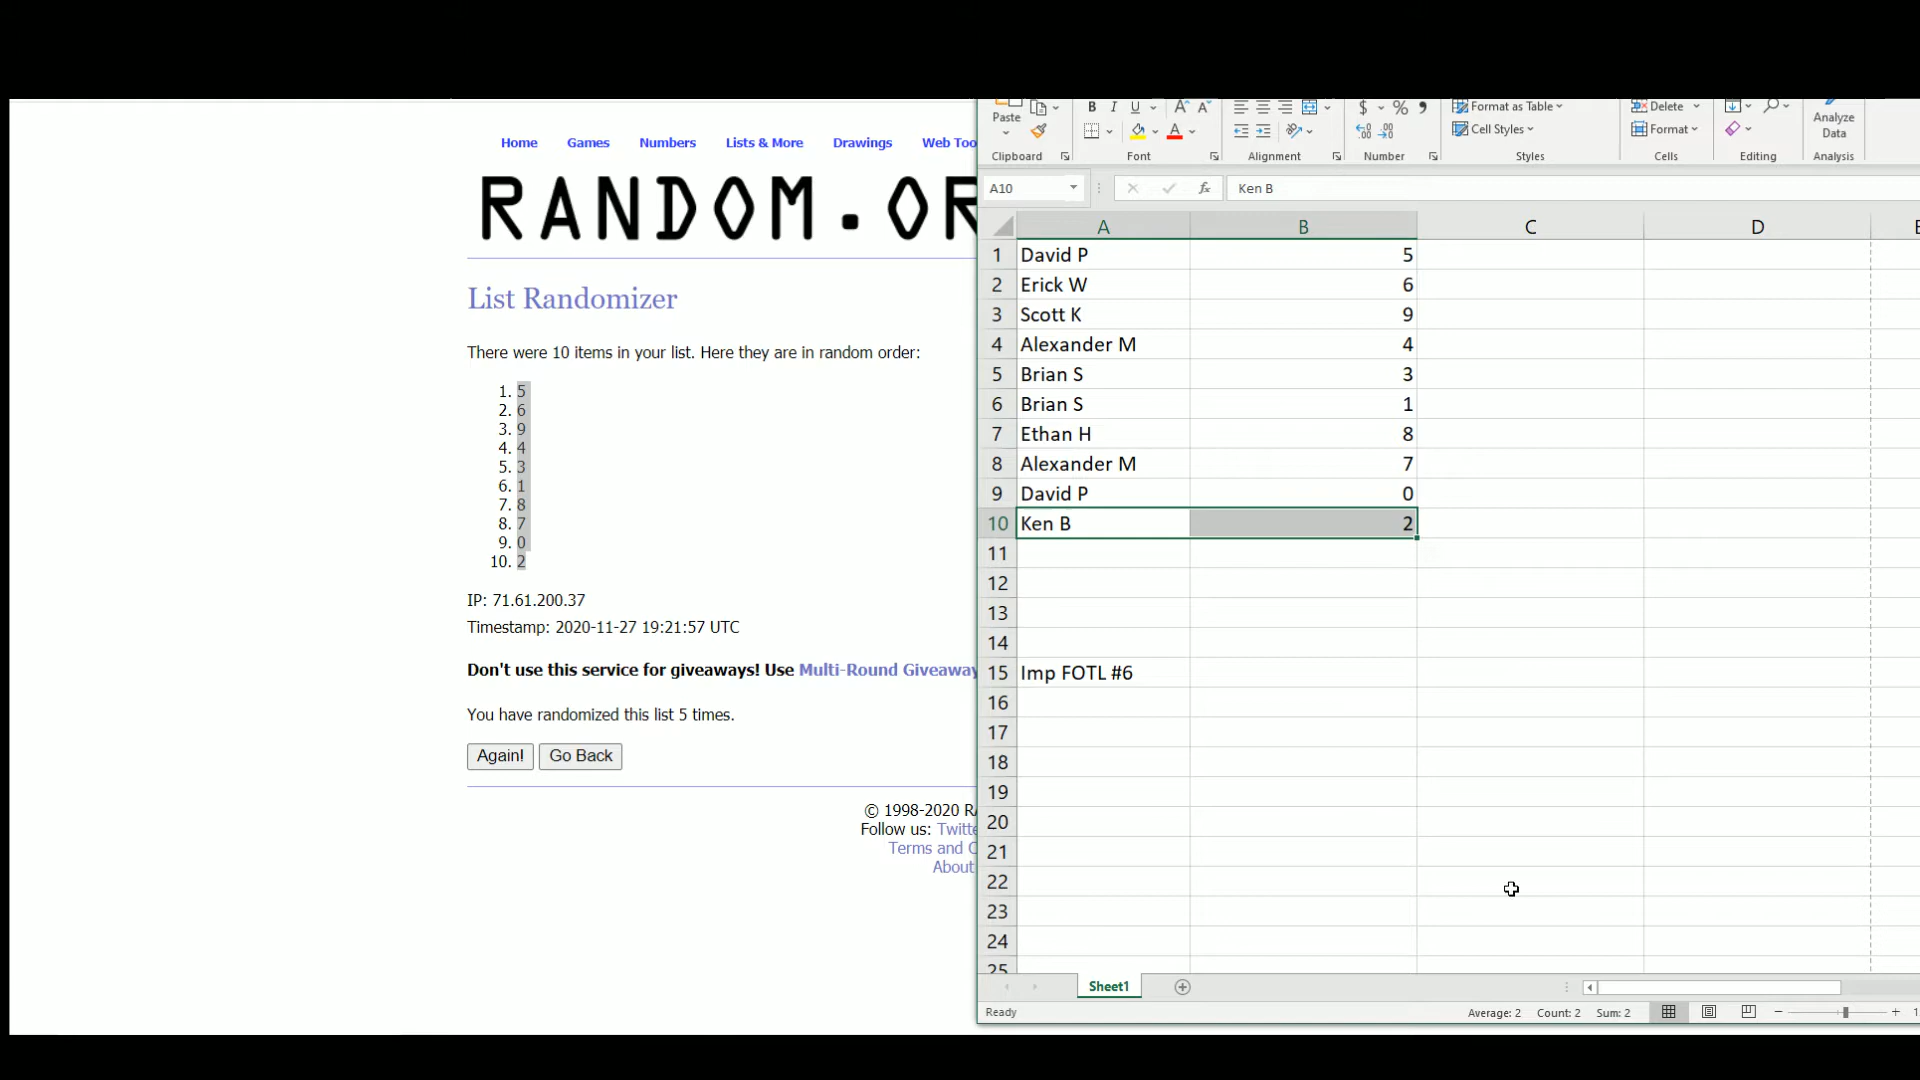 Home Games Numbers Lists & More Drawings Web Too
RANDOM.OR
List Randomizer
There were 10 items in your list. Here they are in random order:
1. 5
2. 6
3. 9
4. 4
5. 3
6. 1
7. 8
8. 7
9. 0
10. 2
IP: 71.61.200.37
Timestamp: 2020-11-27 19:21:57 UTC
Don't use this service for giveaways! Use Multi-Round Giveaway
You have randomized this list 5 times.
Again! Go Back
© 1998-2020 RA
Follow us: Twitte
Terms and C
About
Paste B I U A A $ % Format as Table Delete Analyze
A Cell Styles Format Data
Clipboard Font Alignment Number Styles Cells Editing Analysis
A10 fx Ken B
A B C D E
1 David P 5
2 Erick W 6
3 Scott K 9
4 Alexander M 4
5 Brian S 3
6 Brian S 1
7 Ethan H 8
8 Alexander M 7
9 David P 0
10 Ken B 2
11
12
13
14
15 Imp FOTL #6
16
17
18
19
20
21
22
23
24
25
Sheet1
Ready Average: 2 Count: 2 Sum: 2 1